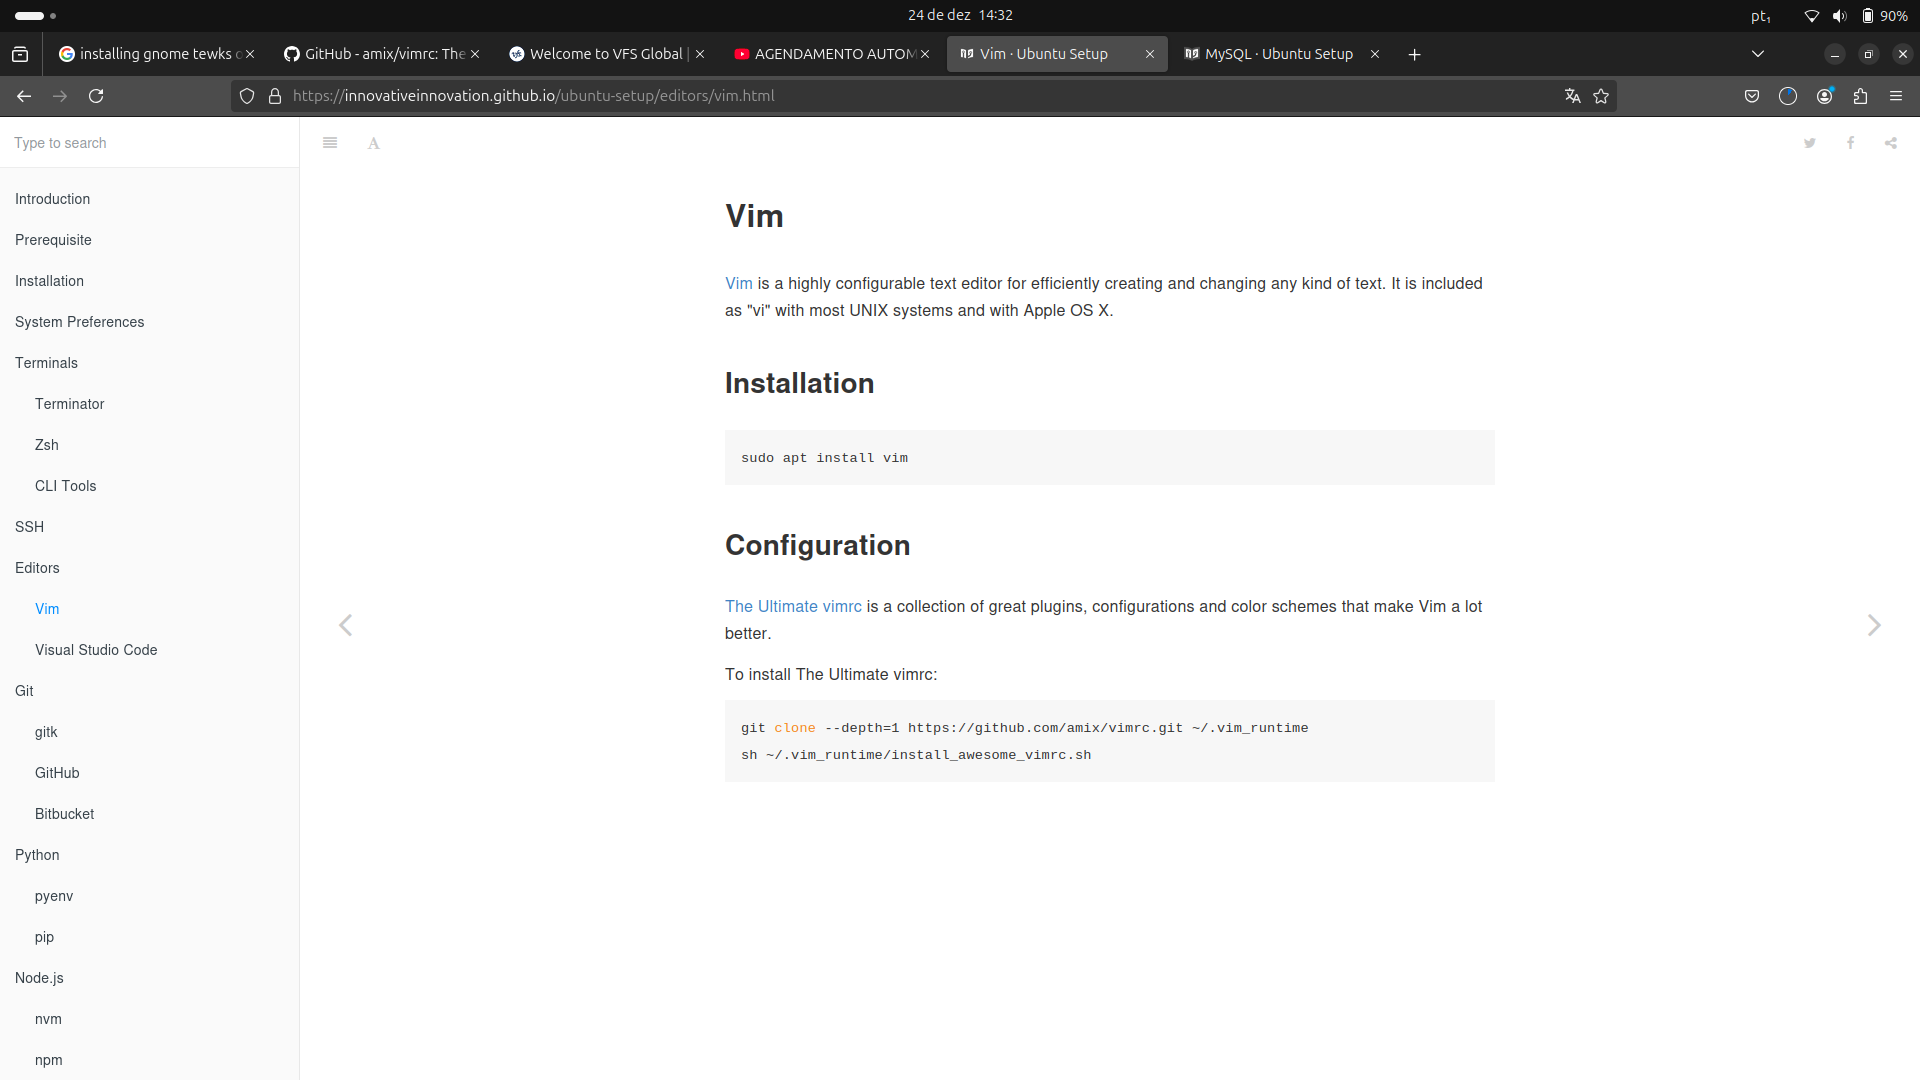 24 de dez 14:32
pt₁
90%
installing gnome tewks
GitHub - amix/vimrc: The
Welcome to VFS Global |
AGENDAMENTO AUTOM
Vim · Ubuntu Setup
MySQL · Ubuntu Setup
https://innovativeinnovation.github.io/ubuntu-setup/editors/vim.html
Type to search
A
Introduction
Prerequisite
Installation
System Preferences
Terminals
Terminator
Zsh
CLI Tools
SSH
Editors
Vim
Visual Studio Code
Git
gitk
GitHub
Bitbucket
Python
pyenv
pip
Node.js
nvm
npm
Vim
Vim is a highly configurable text editor for efficiently creating and changing any kind of text. It is included
as "vi" with most UNIX systems and with Apple OS X.
Installation
sudo apt install vim
Configuration
The Ultimate vimrc is a collection of great plugins, configurations and color schemes that make Vim a lot
better.
To install The Ultimate vimrc:
git clone --depth=1 https://github.com/amix/vimrc.git ~/.vim_runtime
sh ~/.vim_runtime/install_awesome_vimrc.sh